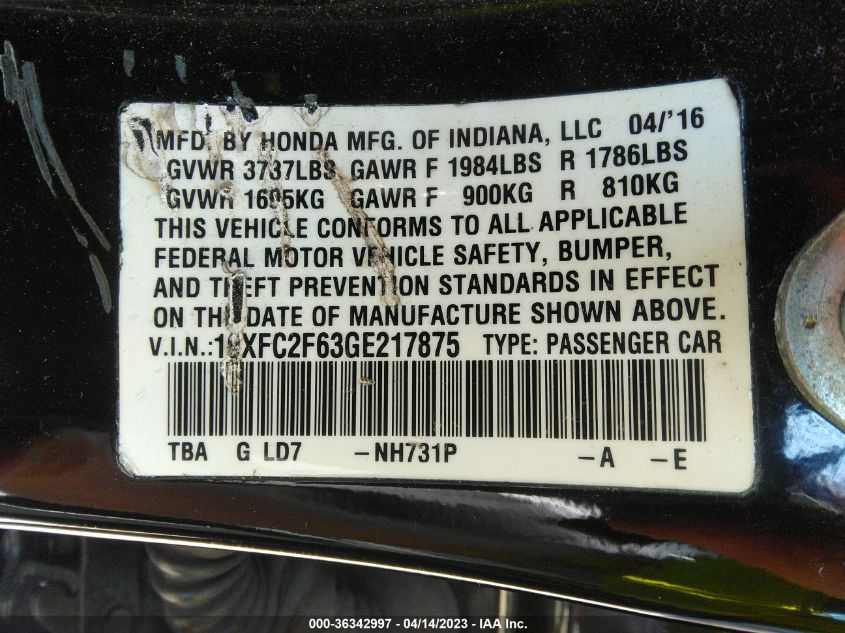 MFD. BY HONDA MFG. OF INDIANA, LLC 04/'16
GVWR 3737LBS GAWR F 1984LBS R 1786LBS
GVWR 1695KG GAWR F 900KG R 810KG
THIS VEHICLE CONFORMS TO ALL APPLICABLE
FEDERAL MOTOR VEHICLE SAFETY, BUMPER,
AND THEFT PREVENTION STANDARDS IN EFFECT
ON THE DATE OF MANUFACTURE SHOWN ABOVE.
V.I.N.:19XFC2F63GE217875 TYPE: PASSENGER CAR
TBA G LD7 -NH731P -A -E
000-36342997 - 04/14/2023 - IAA Inc.